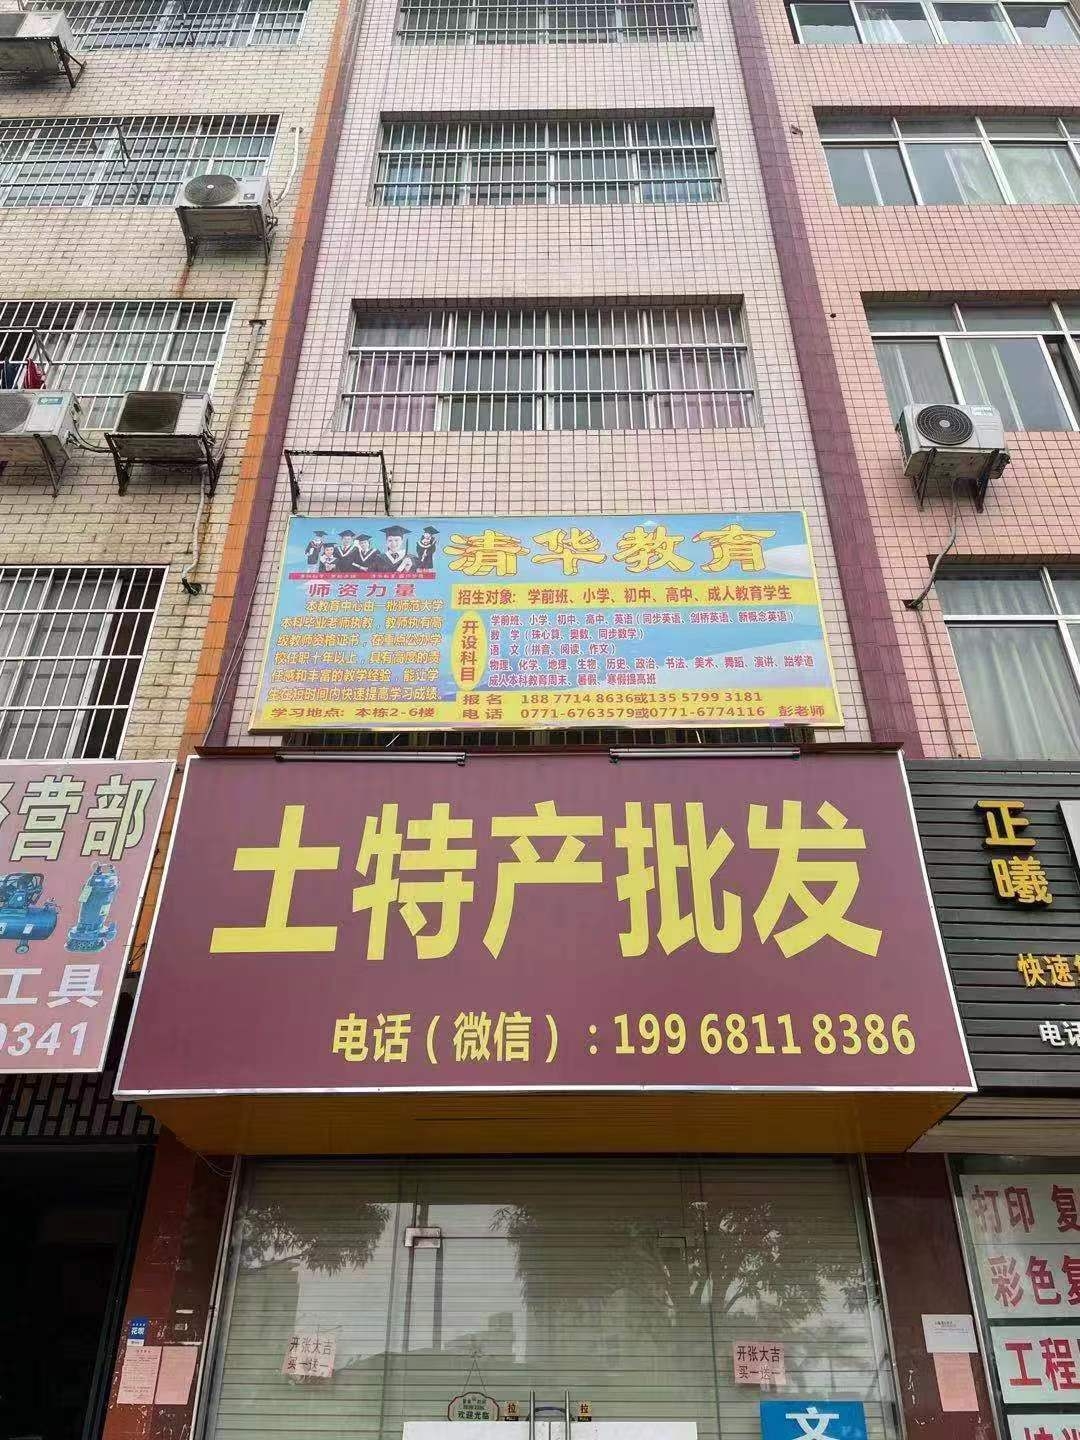 清华教育
师资力量
本教育中心由一批师范大学
本科毕业老师执教，教师执有高
级教师资格证书，在重点公办学
校任职十年以上，具有高度的责
任感和丰富的教学经验，能让学
生在短时间内快速提高学习成绩。
学习地点：本栋2-6楼
招生对象：学前班、小学、初中、高中、成人教育学生
开设科目
学前班、小学、初中、高中、英语（同步英语、剑桥英语、新概念英语）
数　学（珠心算、奥数、同步数学）
语　文（拼音、阅读、作文）
物理、化学、地理、生物、历史、政治、书法、美术、舞蹈、演讲、跆拳道
成人本科教育周末、暑假、寒假提高班
报名 188 7714 8636或135 5799 3181
电话 0771-6763579或0771-6774116 彭老师
营部
工具
0341
土特产批发
电话（微信）：199 6811 8386
正曦
快速
电话
打印 复
彩色复
工程
开张大吉
买一送一
开张大吉
买一送一
欢迎光临
拉
拉
文
花呗